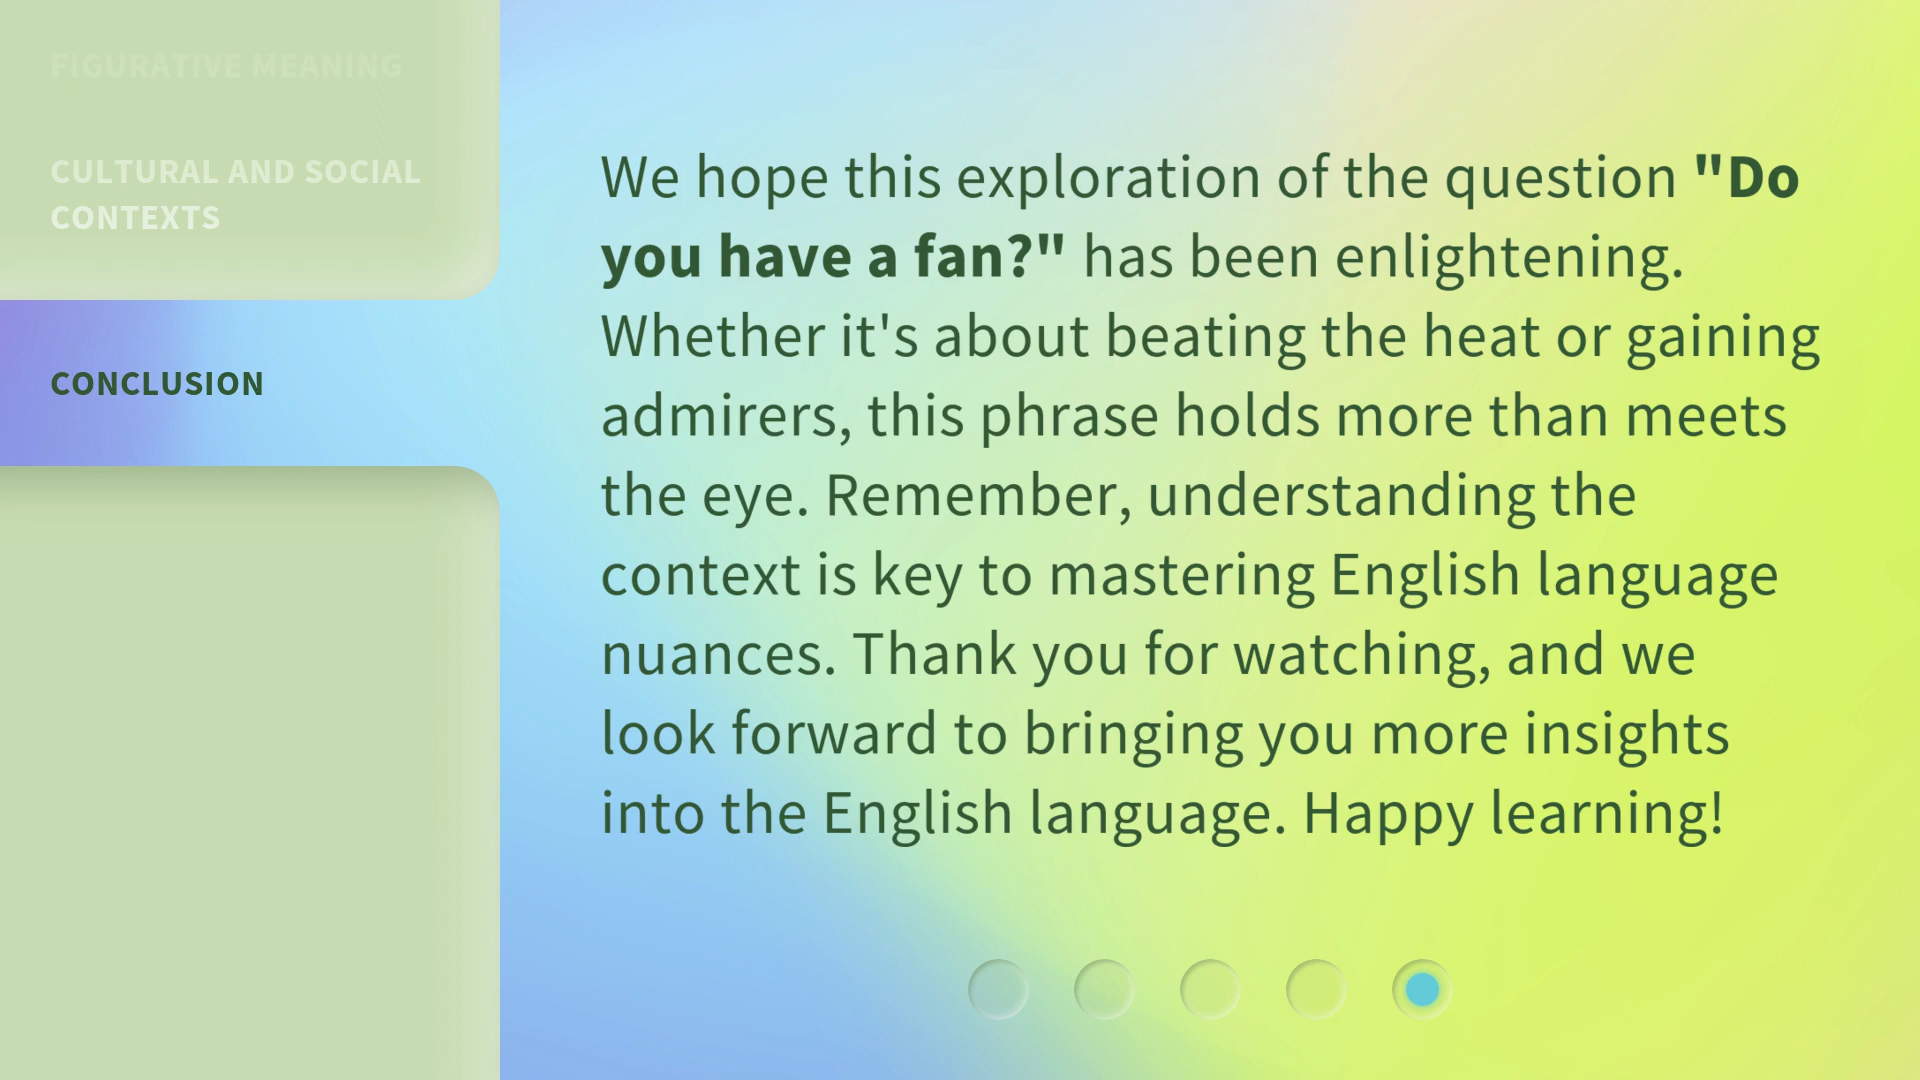 FIGURATIVE MEANING
CULTURAL AND SOCIAL
CONTEXTS
CONCLUSION
We hope this exploration of the question "Do
you have a fan?" has been enlightening.
Whether it's about beating the heat or gaining
admirers, this phrase holds more than meets
the eye. Remember, understanding the
context is key to mastering English language
nuances. Thank you for watching, and we
look forward to bringing you more insights
into the English language. Happy learning!